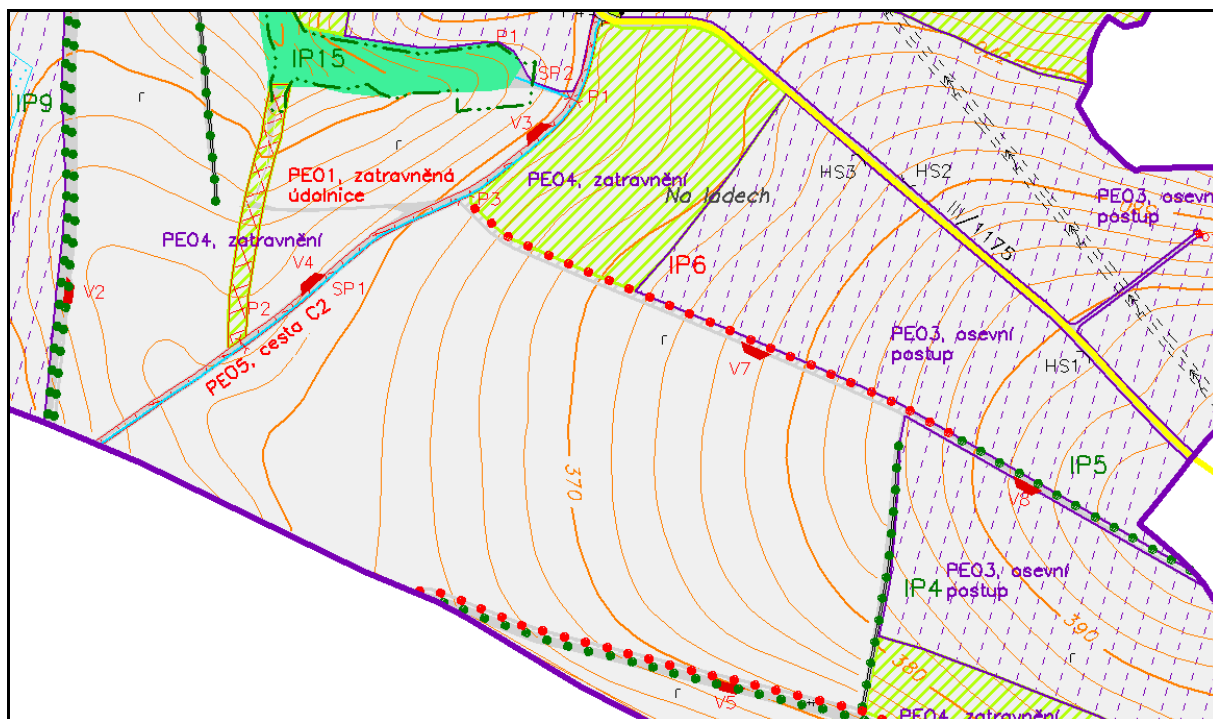 P1
IP15
SP2
P1
r
IP9
V3
r
HS3
HS2
PEO1, zatravněná
údolnice
PEO4, zatravnění
Na ladech
PEO3, osevní
postup
P3
III/1175
PEO4, zatravnění
V4
SP1
IP6
V2
P2
r
PEO3, osevní
postup
PEO5, cesta C2
V7
HS1
370
IP5
V8
PEO3, osevní
postup
IP4
390
380
r
r
V5
PEO4, zatravnění